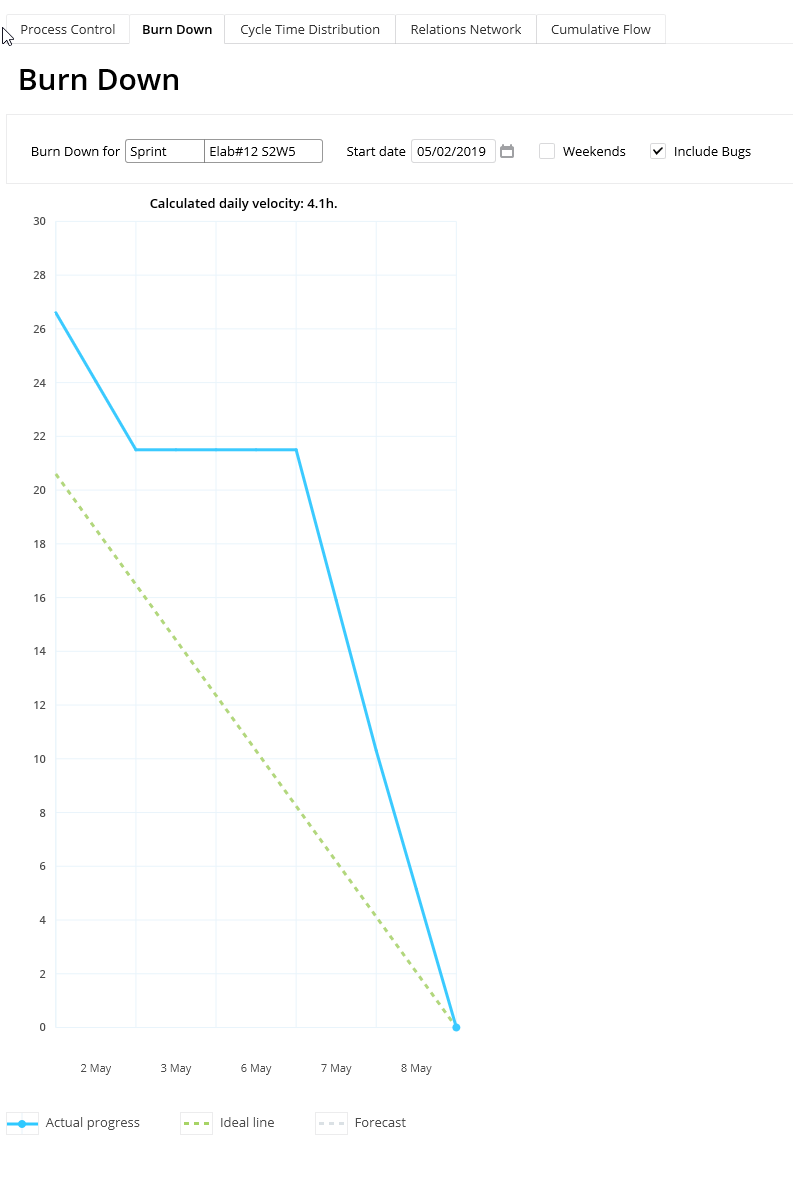 Process Control Burn Down Cycle Time Distribution Relations Network Cumulative Flow
Burn Down
Burn Down for Sprint Elab#12 S2W5 Start date 05/02/2019 Weekends Include Bugs
Calculated daily velocity: 4.1h.
30
28
26
24
22
20
18
16
14
12
10
8
6
4
2
0
2 May 3 May 6 May 7 May 8 May
Actual progress Ideal line Forecast